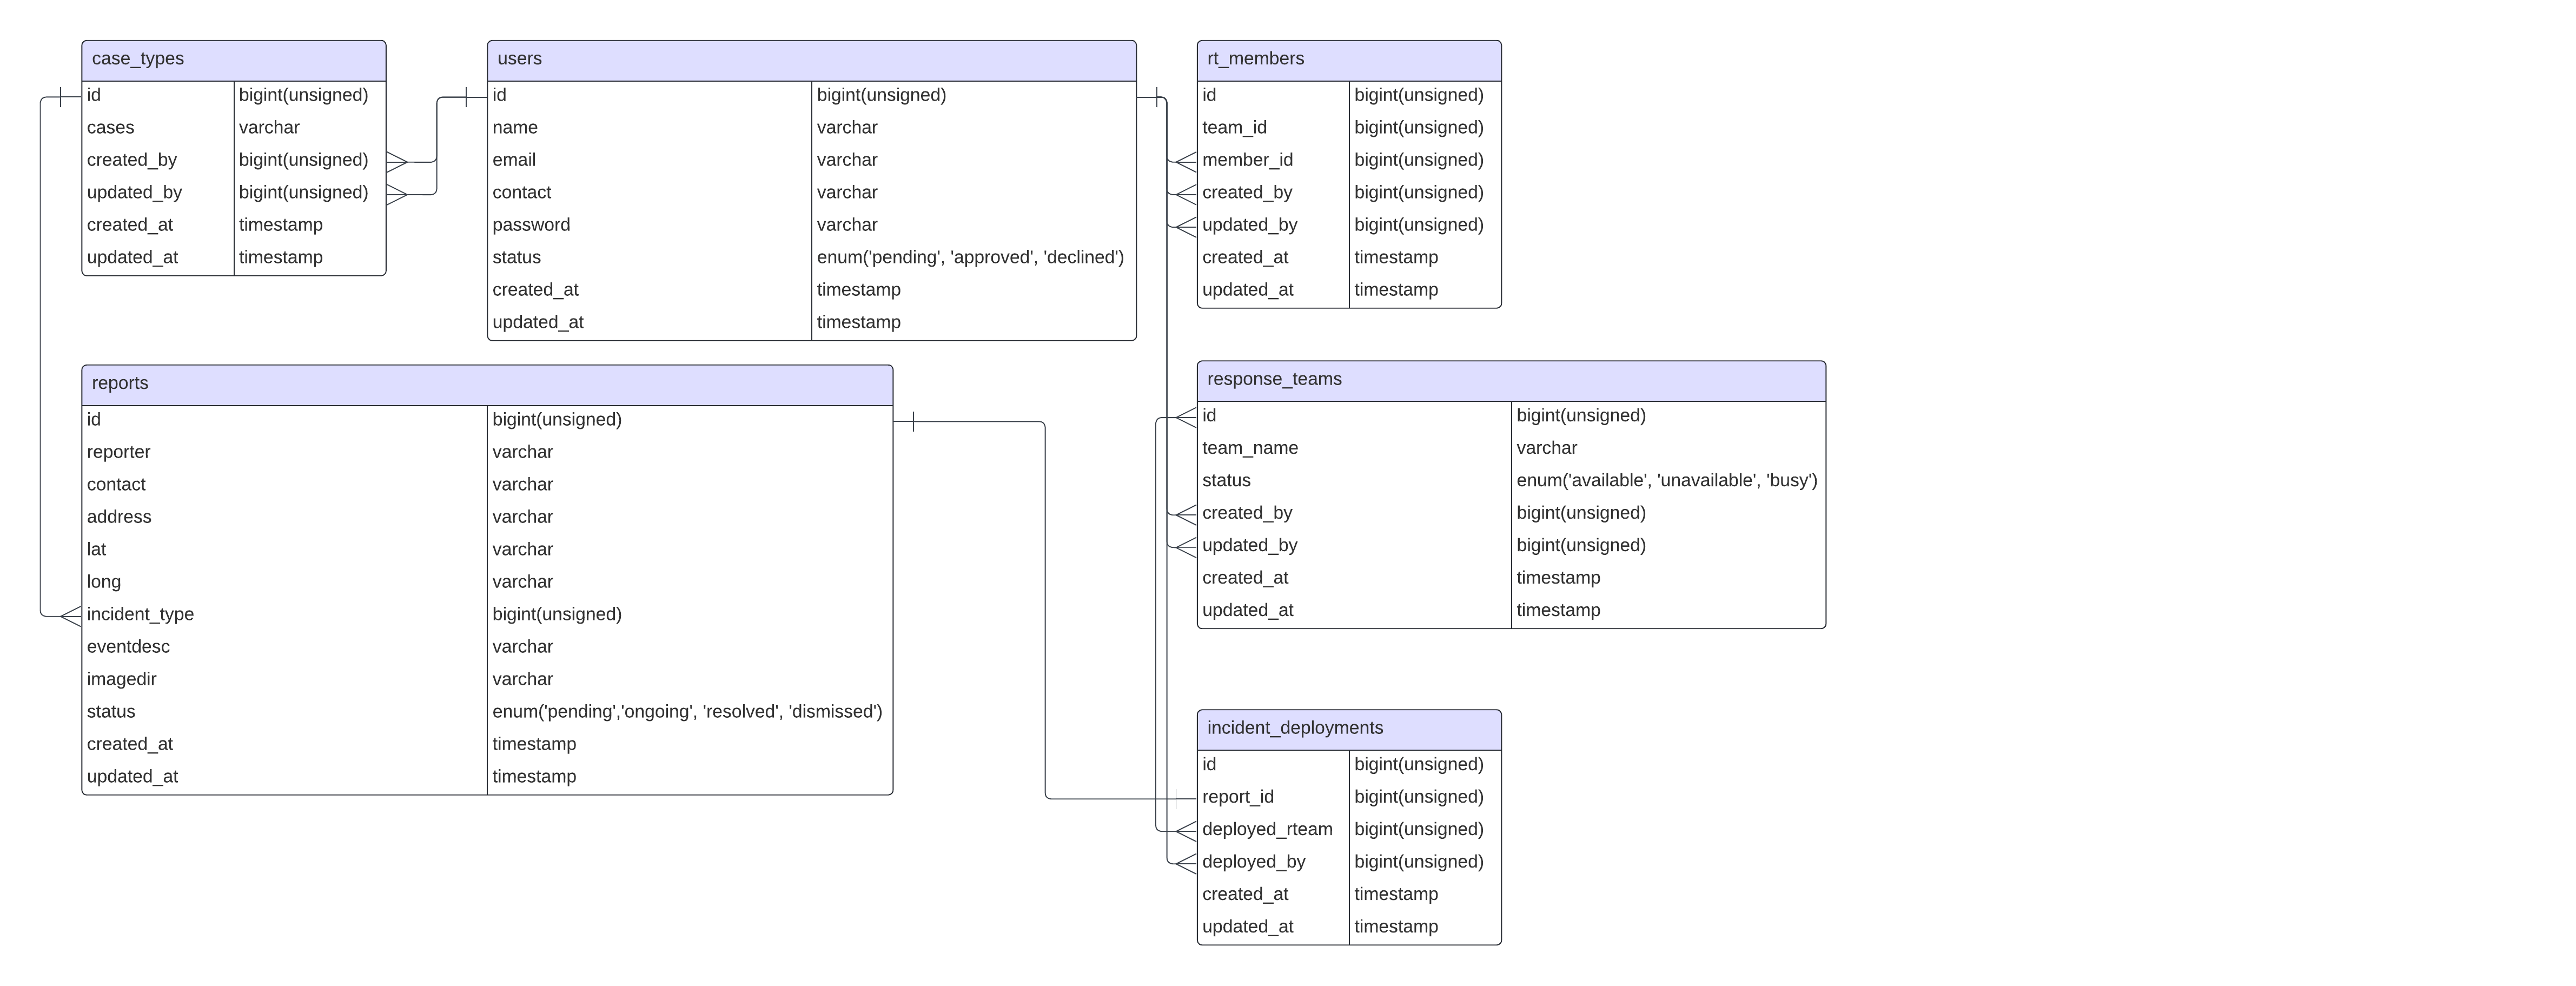 case_types
id bigint(unsigned)
cases varchar
created_by bigint(unsigned)
updated_by bigint(unsigned)
created_at timestamp
updated_at timestamp
users
id bigint(unsigned)
name varchar
email varchar
contact varchar
password varchar
status enum('pending', 'approved', 'declined')
created_at timestamp
updated_at timestamp
rt_members
id bigint(unsigned)
team_id bigint(unsigned)
member_id bigint(unsigned)
created_by bigint(unsigned)
updated_by bigint(unsigned)
created_at timestamp
updated_at timestamp
reports
id bigint(unsigned)
reporter varchar
contact varchar
address varchar
lat varchar
long varchar
incident_type bigint(unsigned)
eventdesc varchar
imagedir varchar
status enum('pending','ongoing', 'resolved', 'dismissed')
created_at timestamp
updated_at timestamp
response_teams
id bigint(unsigned)
team_name varchar
status enum('available', 'unavailable', 'busy')
created_by bigint(unsigned)
updated_by bigint(unsigned)
created_at timestamp
updated_at timestamp
incident_deployments
id bigint(unsigned)
report_id bigint(unsigned)
deployed_rteam bigint(unsigned)
deployed_by bigint(unsigned)
created_at timestamp
updated_at timestamp